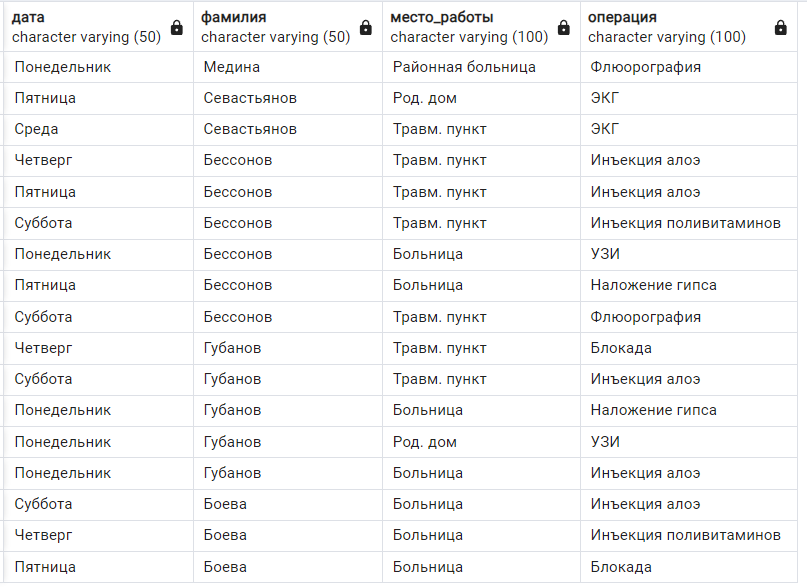 дата фамилия место_работы операция
character varying (50) character varying (50) character varying (100) character varying (100)
Понедельник Медина Районная больница Флюорография
Пятница Севастьянов Род. дом ЭКГ
Среда Севастьянов Травм. пункт ЭКГ
Четверг Бессонов Травм. пункт Инъекция алоэ
Пятница Бессонов Травм. пункт Инъекция алоэ
Суббота Бессонов Травм. пункт Инъекция поливитаминов
Понедельник Бессонов Больница УЗИ
Пятница Бессонов Больница Наложение гипса
Суббота Бессонов Травм. пункт Флюорография
Четверг Губанов Травм. пункт Блокада
Суббота Губанов Травм. пункт Инъекция алоэ
Понедельник Губанов Больница Наложение гипса
Понедельник Губанов Род. дом УЗИ
Понедельник Губанов Больница Инъекция алоэ
Суббота Боева Больница Инъекция алоэ
Четверг Боева Больница Инъекция поливитаминов
Пятница Боева Больница Блокада